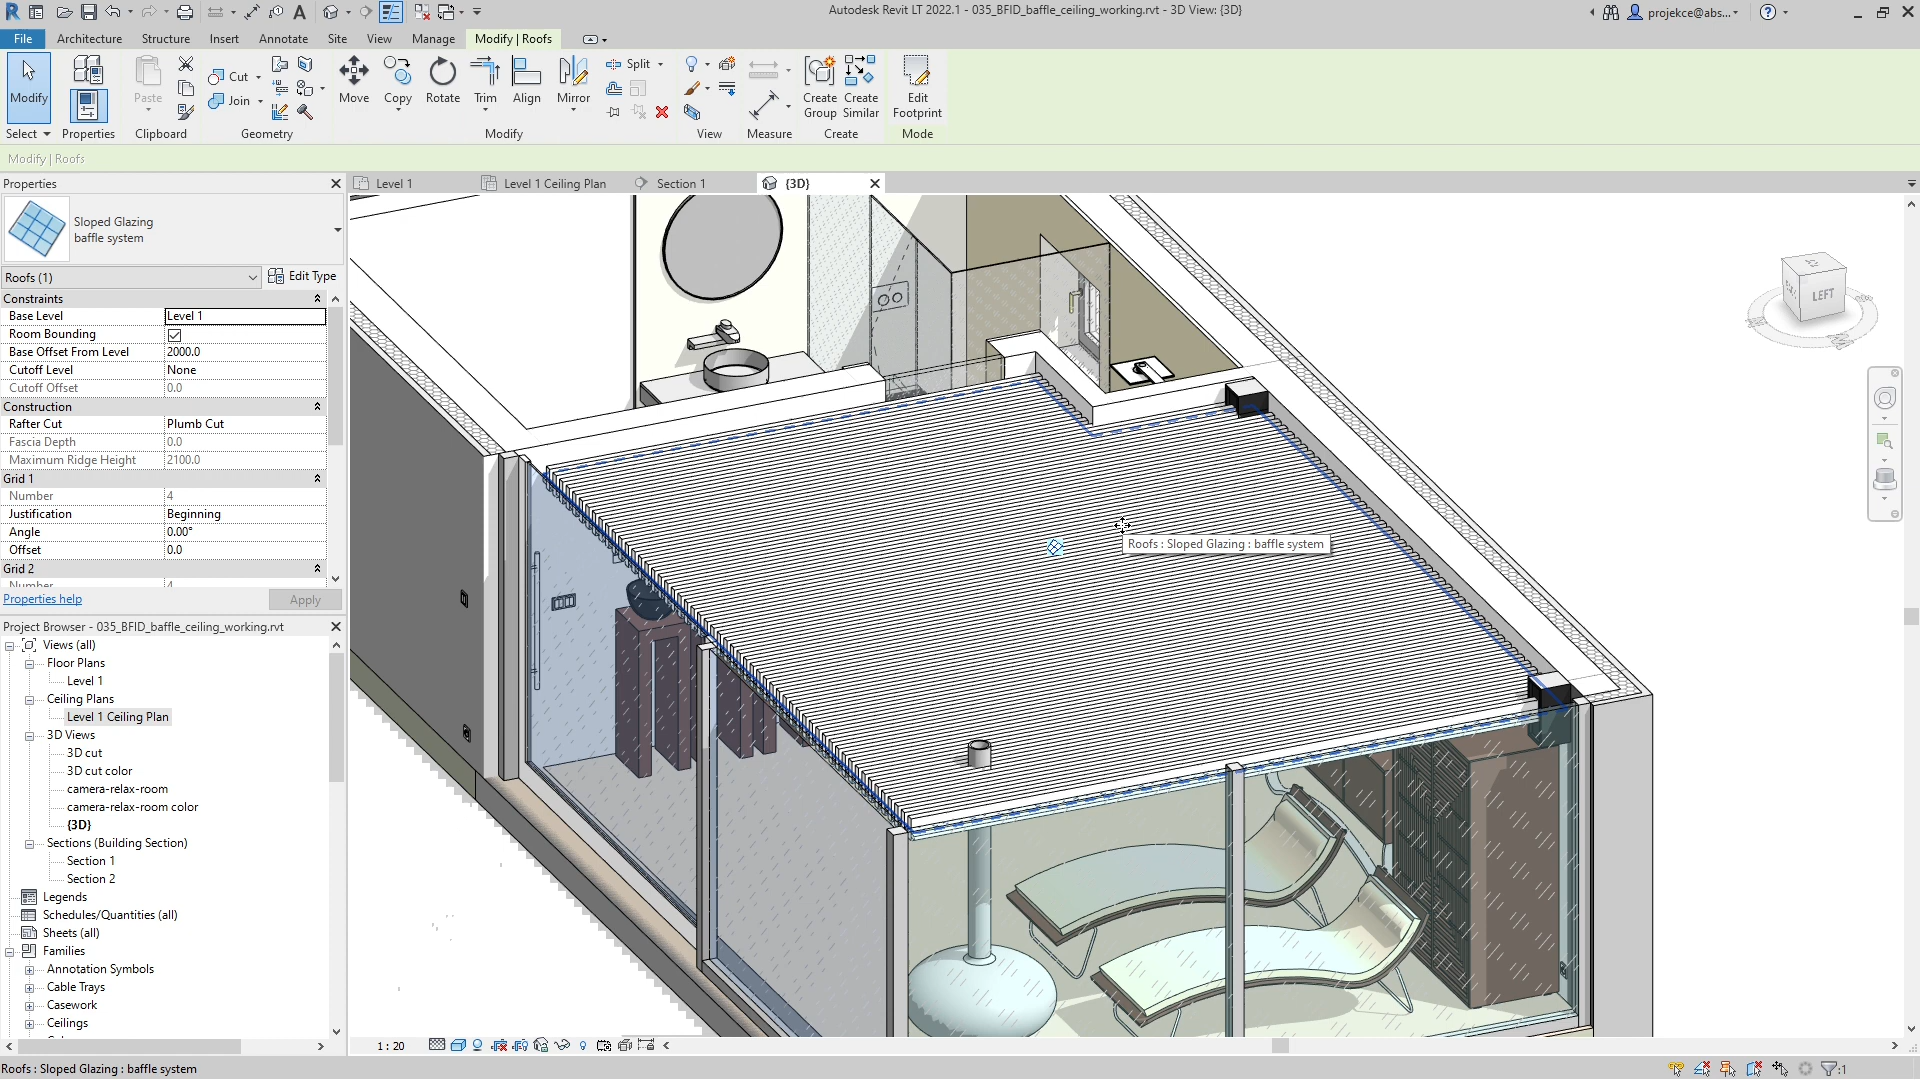 Autodesk Revit LT 2022.1 - 035_BFID_baffle_ceiling_working.rvt - 3D View: {3D}
projekce@abs...
File Architecture Structure Insert Annotate Site View Manage Modify | Roofs
Modify
Paste
Cut
Join
Move
Copy
Rotate
Trim
Align
Mirror
Split
Create Group
Create Similar
Edit Footprint
Select Properties Clipboard Geometry Modify View Measure Create Mode
Modify | Roofs
Properties
Level 1
Level 1 Ceiling Plan
Section 1
{3D}
Sloped Glazing
baffle system
Roofs (1)
Edit Type
Constraints
Base Level Level 1
Room Bounding
Base Offset From Level 2000.0
Cutoff Level None
Cutoff Offset 0.0
Construction
Rafter Cut Plumb Cut
Fascia Depth 0.0
Maximum Ridge Height 2100.0
Grid 1
Number 4
Justification Beginning
Angle 0.00°
Offset 0.0
Grid 2
Number 4
Properties help
Apply
Project Browser - 035_BFID_baffle_ceiling_working.rvt
Views (all)
Floor Plans
Level 1
Ceiling Plans
Level 1 Ceiling Plan
3D Views
3D cut
3D cut color
camera-relax-room
camera-relax-room color
{3D}
Sections (Building Section)
Section 1
Section 2
Legends
Schedules/Quantities (all)
Sheets (all)
Families
Annotation Symbols
Cable Trays
Casework
Ceilings
LEFT
Roofs : Sloped Glazing : baffle system
1 : 20
Roofs : Sloped Glazing : baffle system
:1